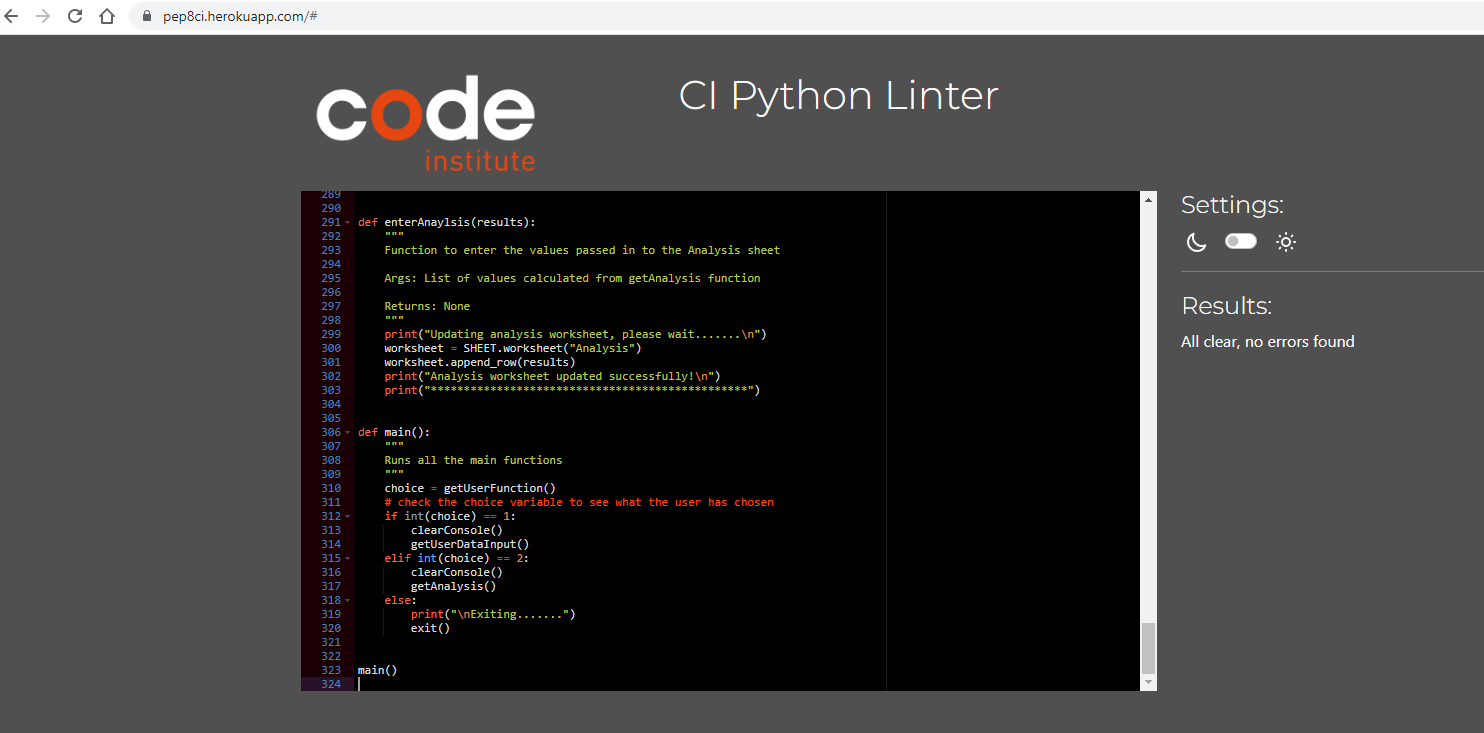 pep8ci.herokuapp.com/#
code
institute
CI Python Linter
289
290
291 def enterAnaylsis(results):
292     """
293     Function to enter the values passed in to the Analysis sheet
294
295     Args: List of values calculated from getAnalysis function
296
297     Returns: None
298     """
299     print("Updating analysis worksheet, please wait.......\n")
300     worksheet = SHEET.worksheet("Analysis")
301     worksheet.append_row(results)
302     print("Analysis worksheet updated successfully!\n")
303     print("************************************************")
304
305
306 def main():
307     """
308     Runs all the main functions
309     """
310     choice = getUserFunction()
311     # check the choice variable to see what the user has chosen
312     if int(choice) == 1:
313         clearConsole()
314         getUserDataInput()
315     elif int(choice) == 2:
316         clearConsole()
317         getAnalysis()
318     else:
319         print("\nExiting.......")
320         exit()
321
322
323 main()
324
Settings:
Results:
All clear, no errors found